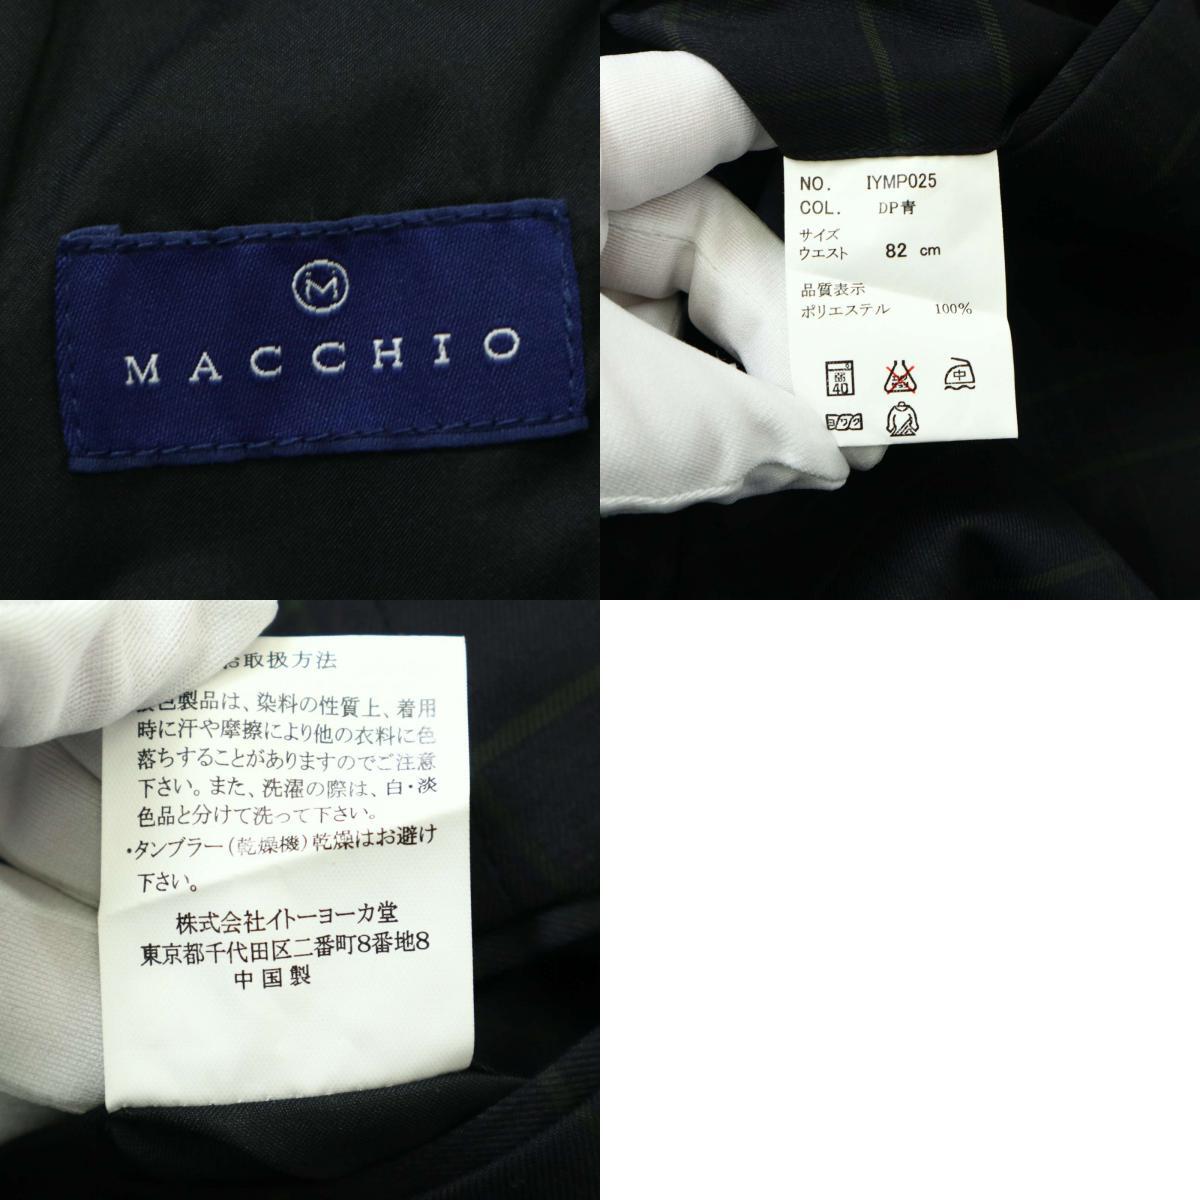 M
MACCHIO
NO. IYMP025
COL. DP青
サイズ
ウエスト 82 cm
品質表示
ポリエステル 100%
弱
40
中
お取扱方法
色製品は、染料の性質上、着用
時に汗や摩擦により他の衣料に色
落ちすることがありますのでご注意
下さい。また、洗濯の際は、白・淡
色品と分けて洗って下さい。
・タンブラー(乾燥機)乾燥はお避け
下さい。
株式会社イトーヨーカ堂
東京都千代田区二番町8番地8
中国製